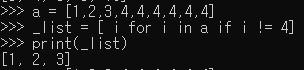 >>> a = [1,2,3,4,4,4,4,4,4]
>>> _list = [ i for i in a if i != 4]
>>> print(_list)
[1, 2, 3]